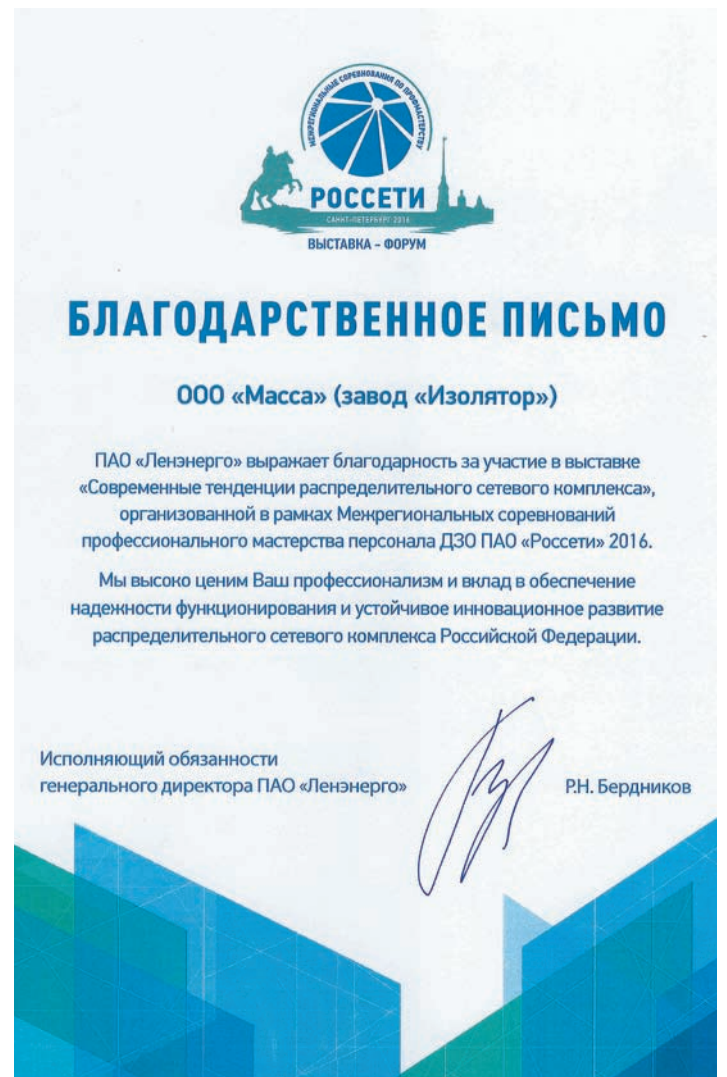 МЕЖРЕГИОНАЛЬНЫЕ СОРЕВНОВАНИЯ ПО ПРОФМАСТЕРСТВУ
РОССЕТИ
САНКТ-ПЕТЕРБУРГ 2016
ВЫСТАВКА – ФОРУМ
БЛАГОДАРСТВЕННОЕ ПИСЬМО
ООО «Масса» (завод «Изолятор»)
ПАО «Ленэнерго» выражает благодарность за участие в выставке
«Современные тенденции распределительного сетевого комплекса»,
организованной в рамках Межрегиональных соревнований
профессионального мастерства персонала ДЗО ПАО «Россети» 2016.
Мы высоко ценим Ваш профессионализм и вклад в обеспечение
надежности функционирования и устойчивое инновационное развитие
распределительного сетевого комплекса Российской Федерации.
Исполняющий обязанности
генерального директора ПАО «Ленэнерго»
Р.Н. Бердников